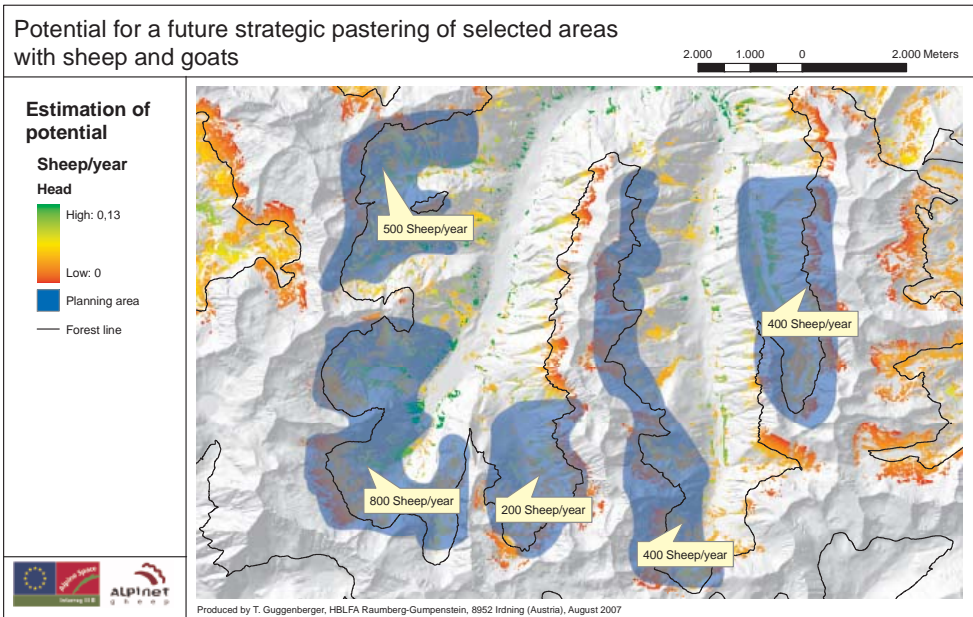 Potential for a future strategic pastering of selected areas
with sheep and goats
2.000 1.000 0 2.000 Meters
Estimation of
potential
Sheep/year
Head
High: 0,13
Low: 0
Planning area
Forest line
500 Sheep/year
400 Sheep/year
800 Sheep/year
200 Sheep/year
400 Sheep/year
Alpine Space
Interreg III B
ALPINET
gheep
Produced by T. Guggenberger, HBLFA Raumberg-Gumpenstein, 8952 Irdning (Austria), August 2007